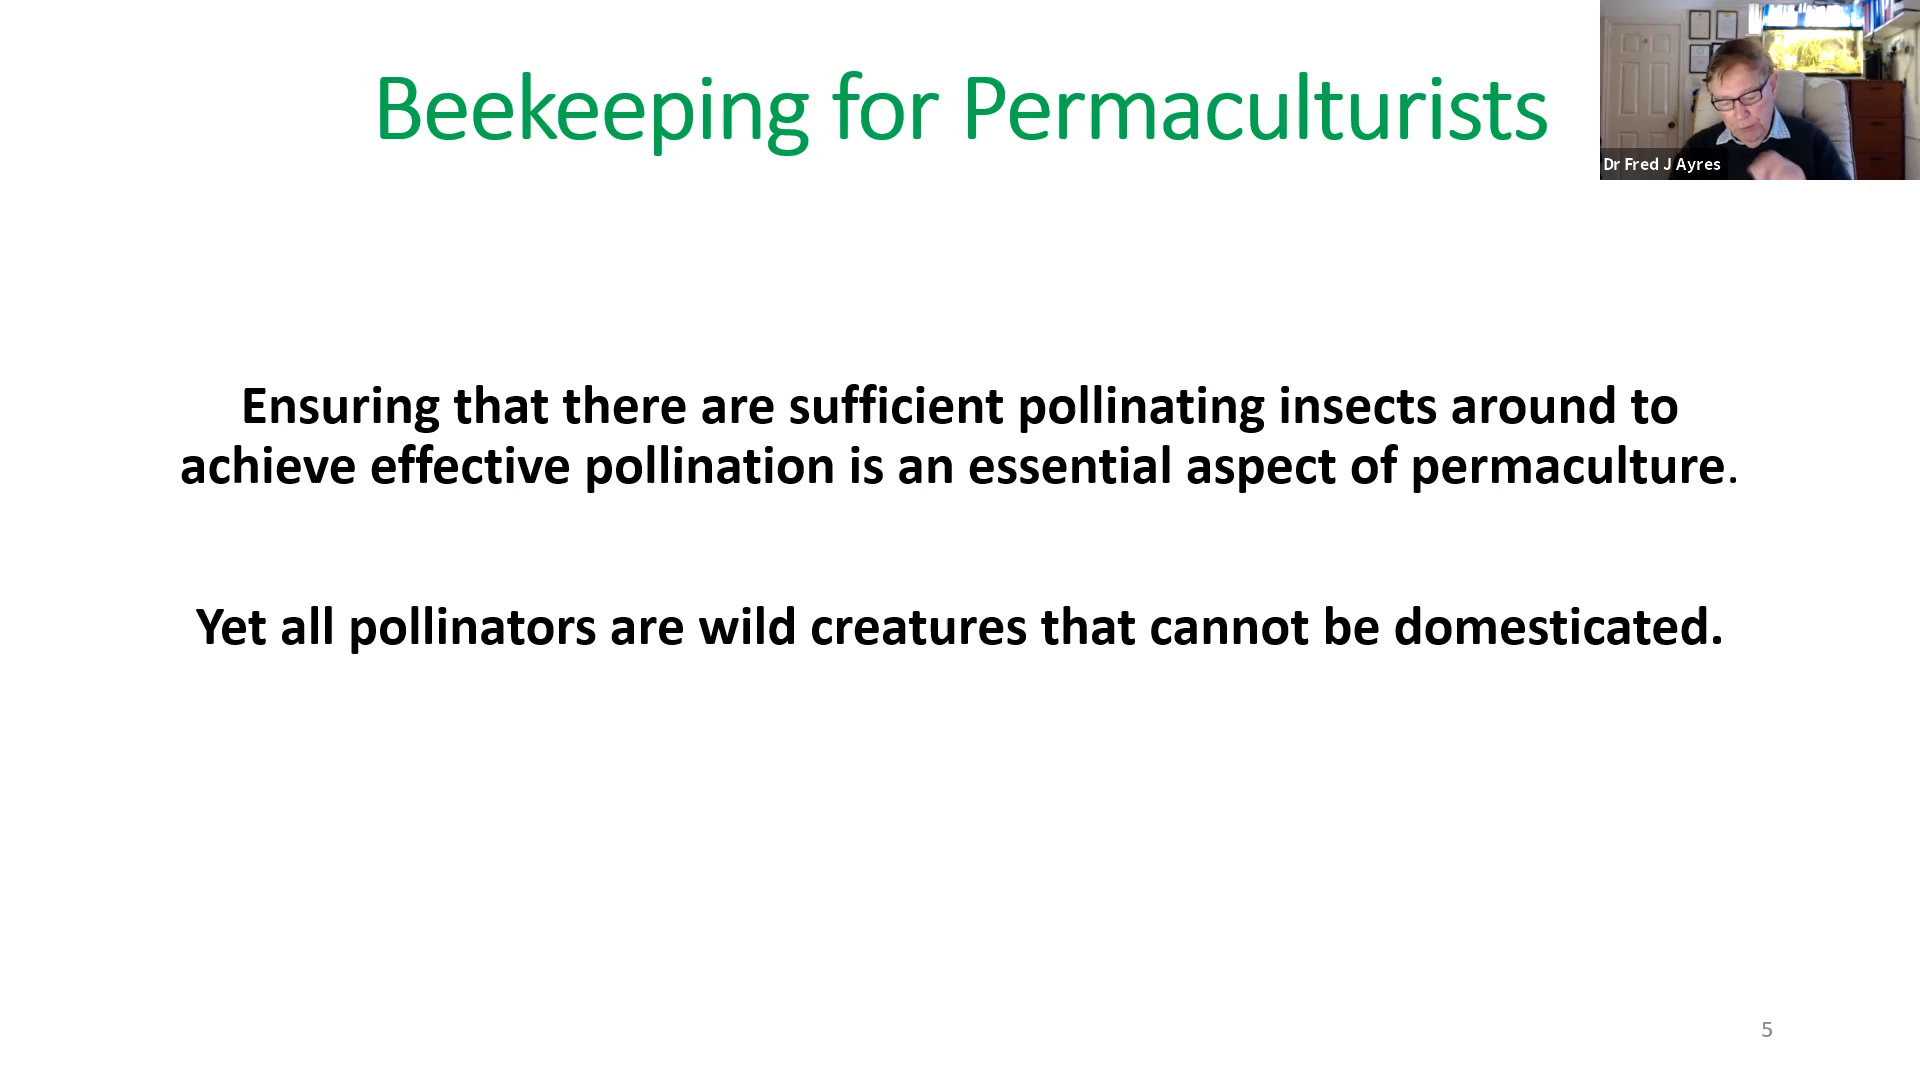 Beekeeping for Permaculturists
Dr Fred J Ayres
Ensuring that there are sufficient pollinating insects around to
achieve effective pollination is an essential aspect of permaculture.
Yet all pollinators are wild creatures that cannot be domesticated.
5